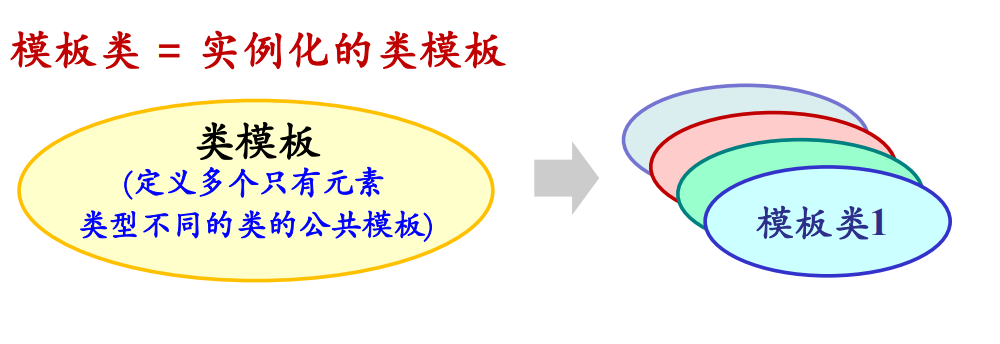 模板类 = 实例化的类模板
类模板
(定义多个只有元素
类型不同的类的公共模板)
模板类1